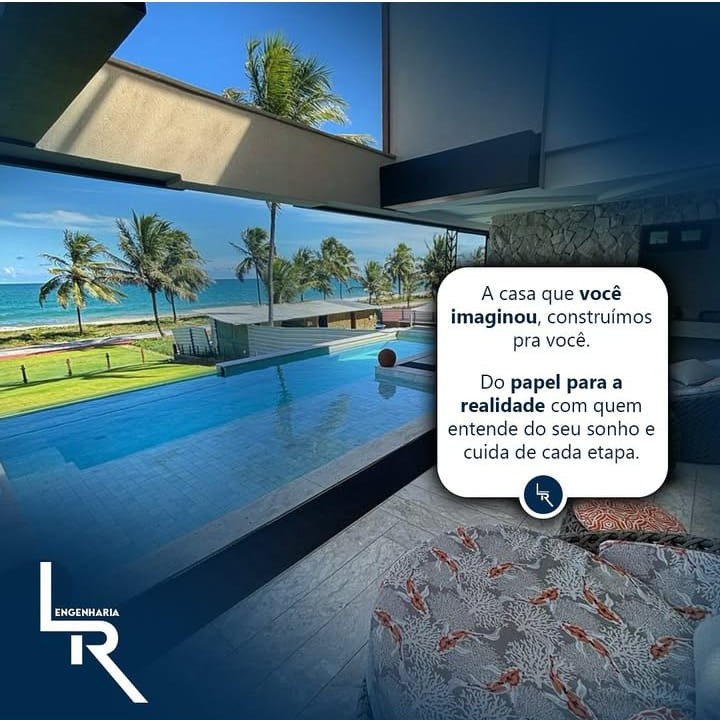 A casa que você
imaginou, construímos
pra você.
Do papel para a
realidade com quem
entende do seu sonho e
cuida de cada etapa.
LR
LR
ENGENHARIA